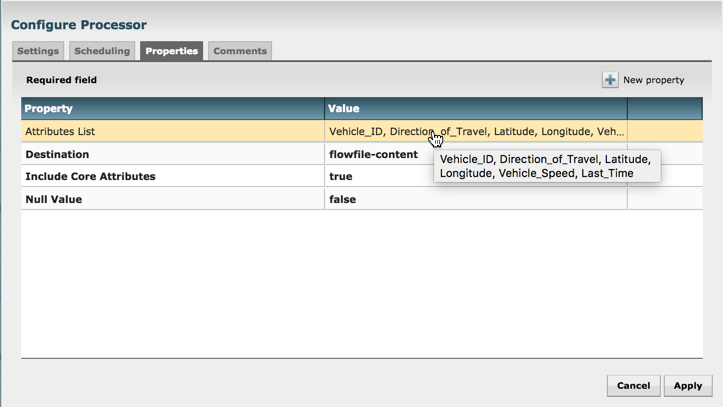 Configure Processor
Settings Scheduling Properties Comments
Required field New property
Property Value
Attributes List Vehicle_ID, Direction_of_Travel, Latitude, Longitude, Veh...
Destination flowfile-content
Vehicle_ID, Direction_of_Travel, Latitude,
Longitude, Vehicle_Speed, Last_Time
Include Core Attributes true
Null Value false
Cancel Apply